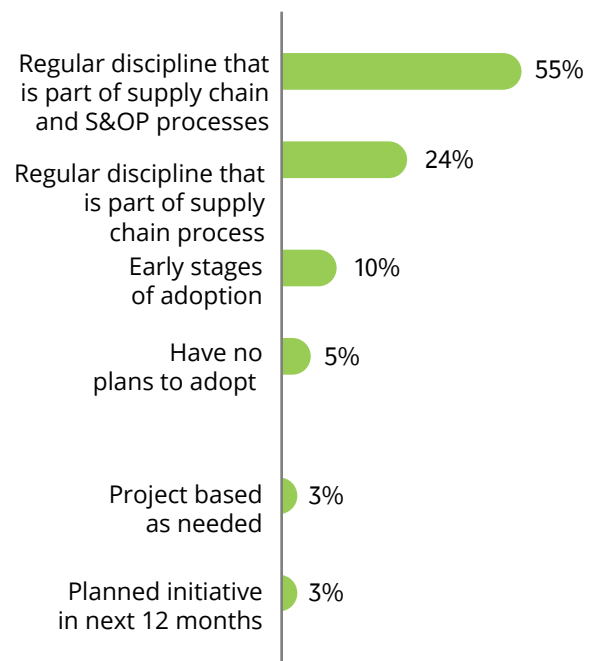 Regular discipline that
is part of supply chain
and S&OP processes
55%
Regular discipline that
is part of supply
chain process
24%
Early stages
of adoption
10%
Have no
plans to adopt
5%
Project based
as needed
3%
Planned initiative
in next 12 months
3%